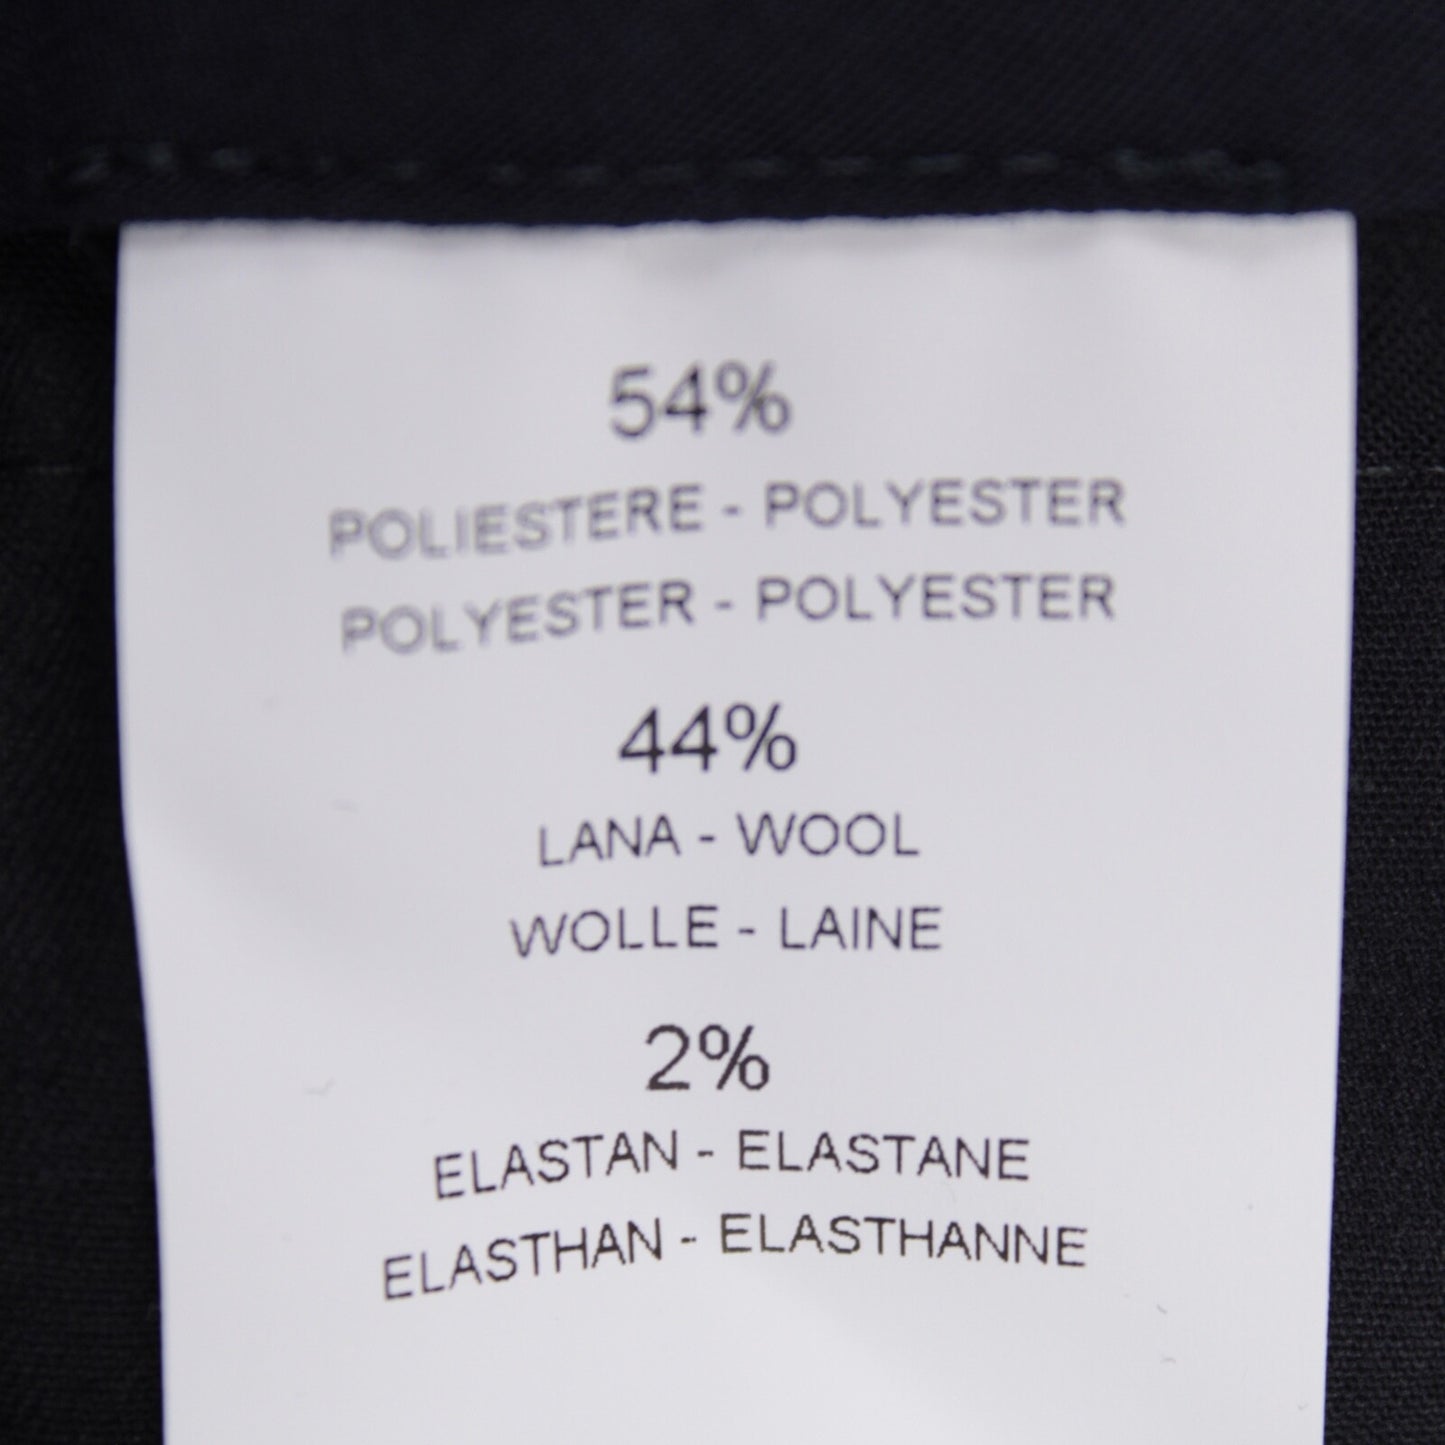 54%
POLIESTERE - POLYESTER
POLYESTER - POLYESTER
44%
LANA - WOOL
WOLLE - LAINE
2%
ELASTAN - ELASTANE
ELASTHAN - ELASTHANNE